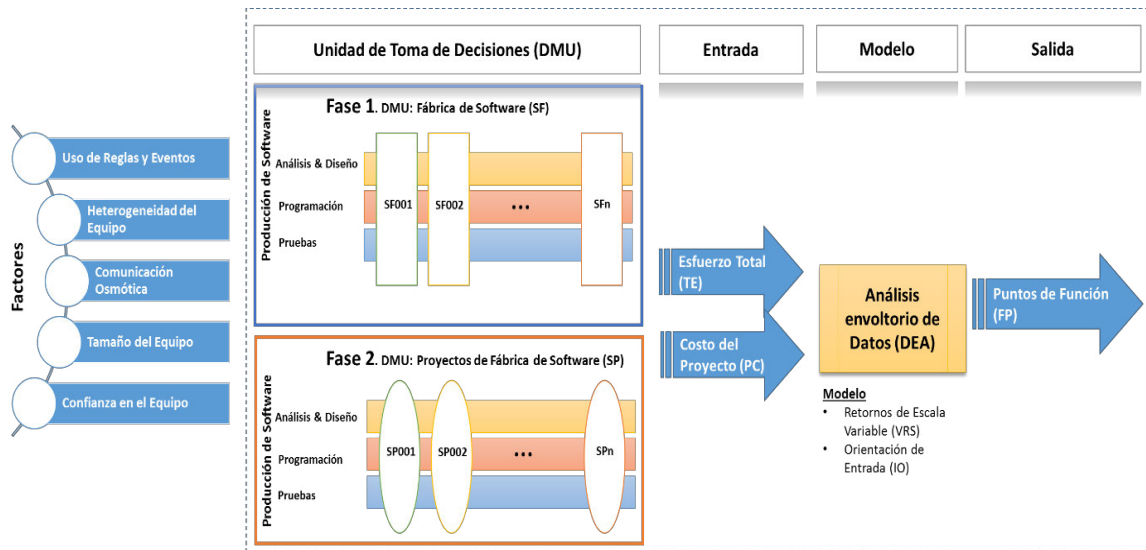 Unidad de Toma de Decisiones (DMU)
Entrada
Modelo
Salida
Factores
Uso de Reglas y Eventos
Heterogeneidad del
Equipo
Comunicación
Osmótica
Tamaño del Equipo
Confianza en el Equipo
Fase 1. DMU: Fábrica de Software (SF)
Producción de Software
Análisis & Diseño
Programación
Pruebas
SF001
SF002
...
SFn
Fase 2. DMU: Proyectos de Fábrica de Software (SP)
Producción de Software
Análisis & Diseño
Programación
Pruebas
SP001
SP002
...
SPn
Esfuerzo Total
(TE)
Costo del
Proyecto (PC)
Análisis
envoltorio de
Datos (DEA)
Modelo
• Retornos de Escala
Variable (VRS)
• Orientación de
Entrada (IO)
Puntos de Función
(FP)